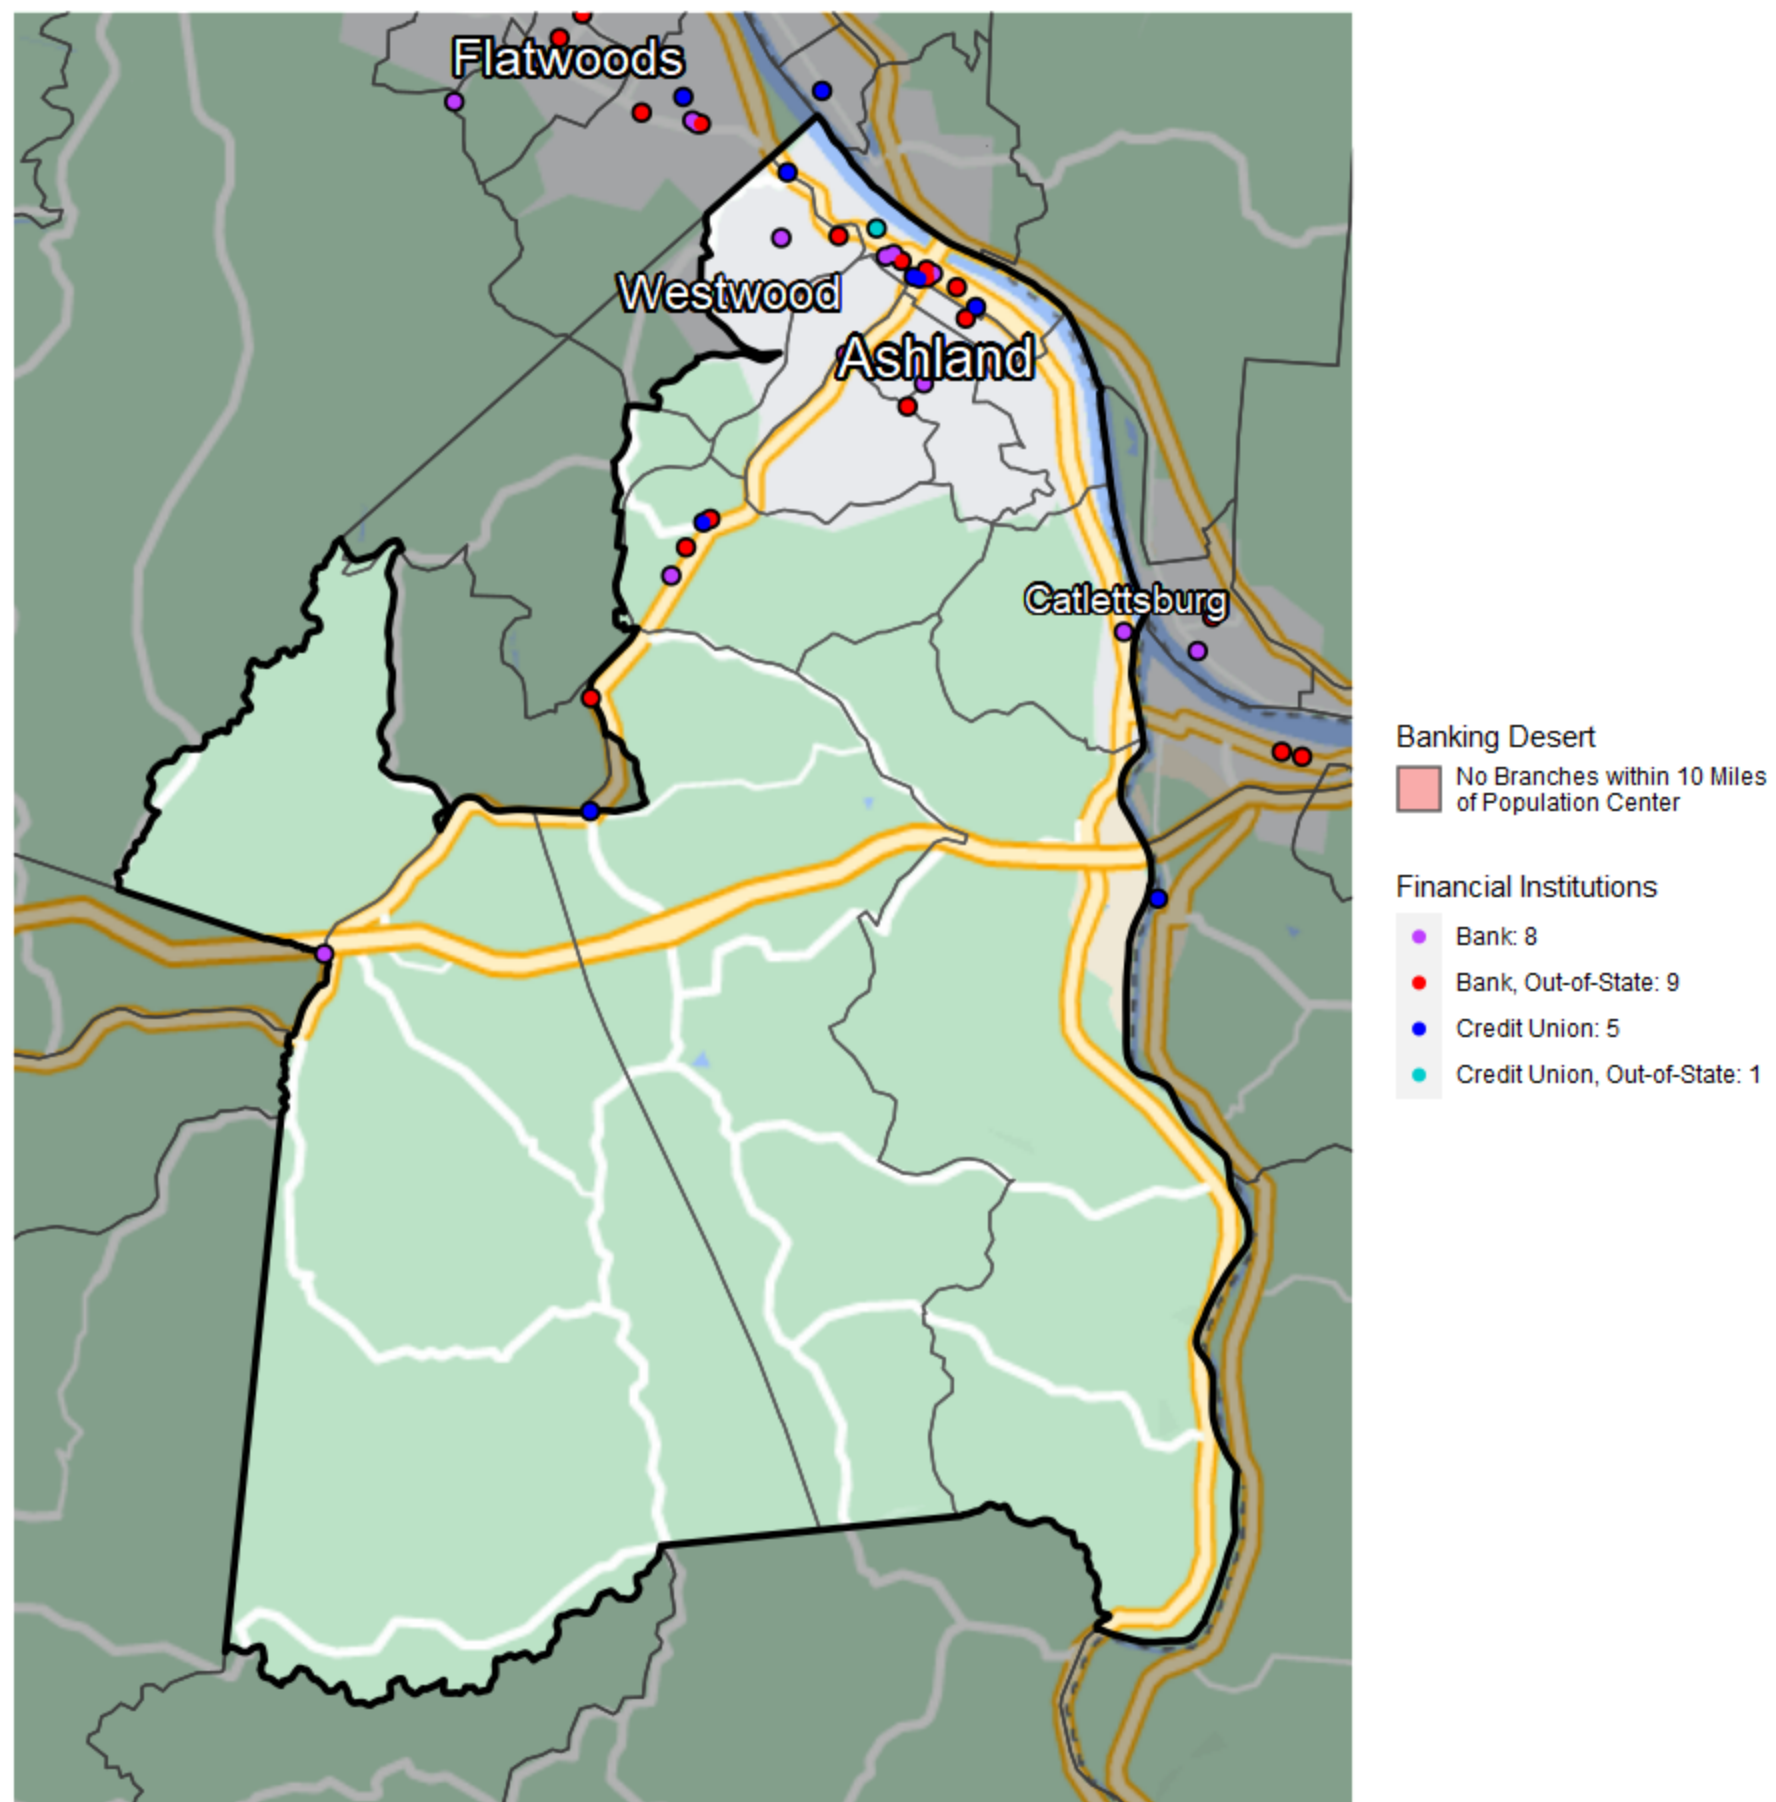 Flatwoods
Westwood
Ashland
Catlettsburg
Banking Desert
No Branches within 10 Miles
of Population Center
Financial Institutions
Bank: 8
Bank, Out-of-State: 9
Credit Union: 5
Credit Union, Out-of-State: 1